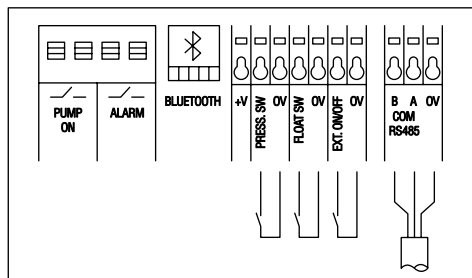 PUMP ON
ALARM
BLUETOOTH
+V
PRESS. SW
0V
FLOAT SW
0V
EXT. ON/OFF
0V
B A 0V
COM
RS485